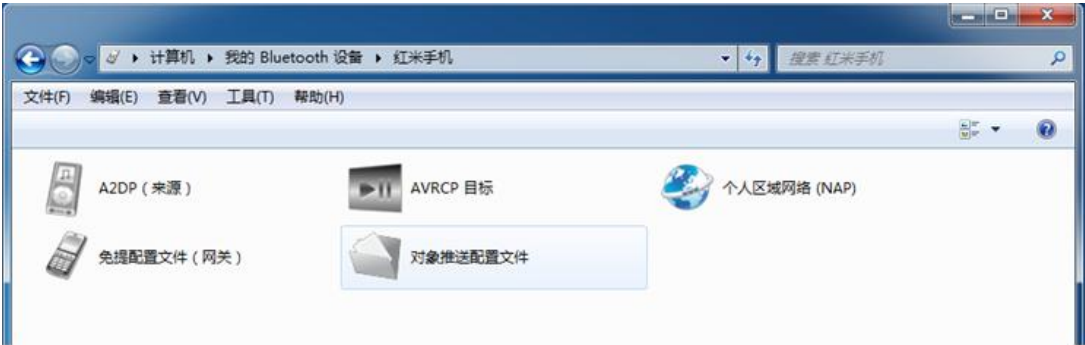 计算机 ▸ 我的 Bluetooth 设备 ▸ 红米手机
搜索 红米手机
文件(F) 编辑(E) 查看(V) 工具(T) 帮助(H)
A2DP（来源）
AVRCP 目标
个人区域网络 (NAP)
免提配置文件（网关）
对象推送配置文件